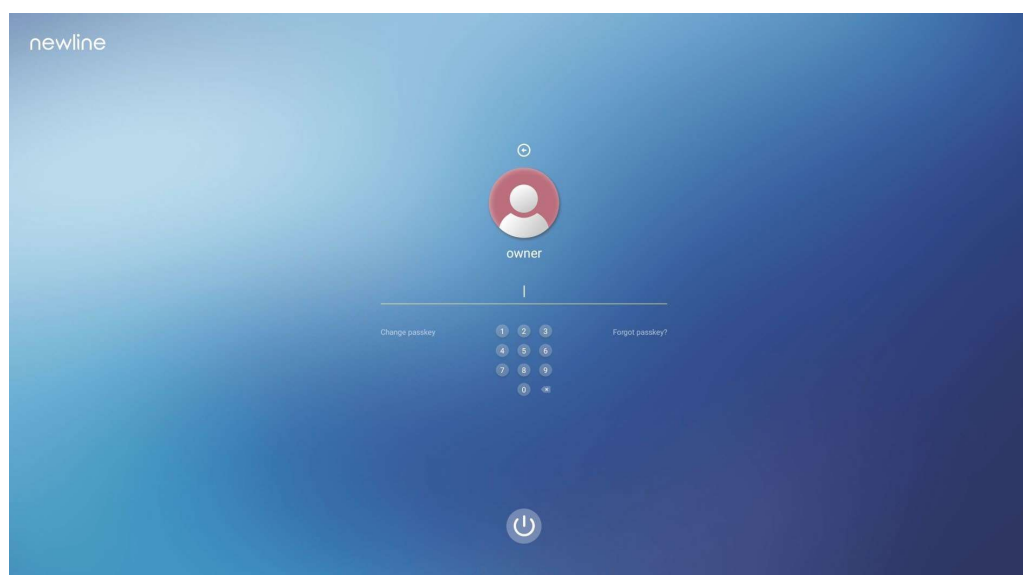 newline
owner
Change passkey
Forgot passkey?
1 2 3
4 5 6
7 8 9
0